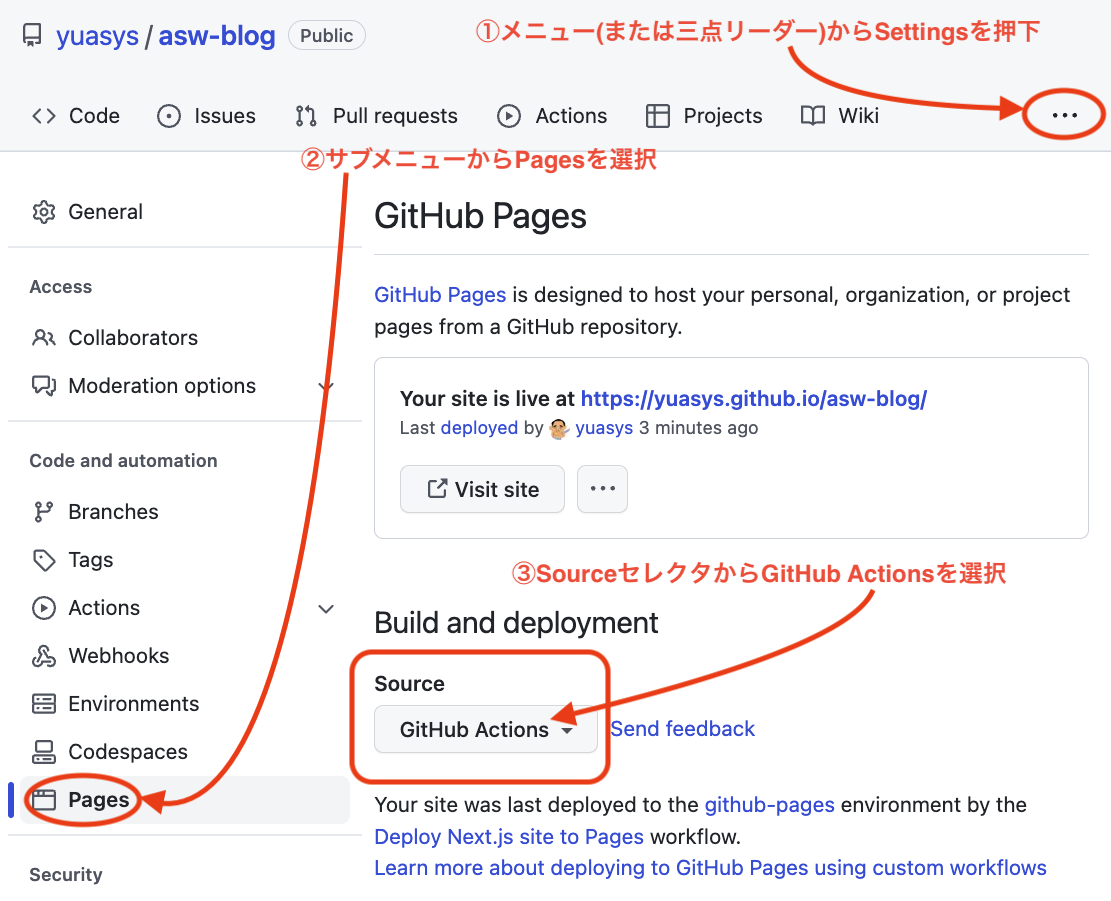 yuasys / asw-blog Public
①メニュー(または三点リーダー)からSettingsを押下
Code Issues Pull requests Actions Projects Wiki ...
②サブメニューからPagesを選択
General
Access
Collaborators
Moderation options
Code and automation
Branches
Tags
Actions
Webhooks
Environments
Codespaces
Pages
Security
GitHub Pages
GitHub Pages is designed to host your personal, organization, or project
pages from a GitHub repository.
Your site is live at https://yuasys.github.io/asw-blog/
Last deployed by yuasys 3 minutes ago
Visit site ...
③SourceセレクタからGitHub Actionsを選択
Build and deployment
Source
GitHub Actions Send feedback
Your site was last deployed to the github-pages environment by the
Deploy Next.js site to Pages workflow.
Learn more about deploying to GitHub Pages using custom workflows